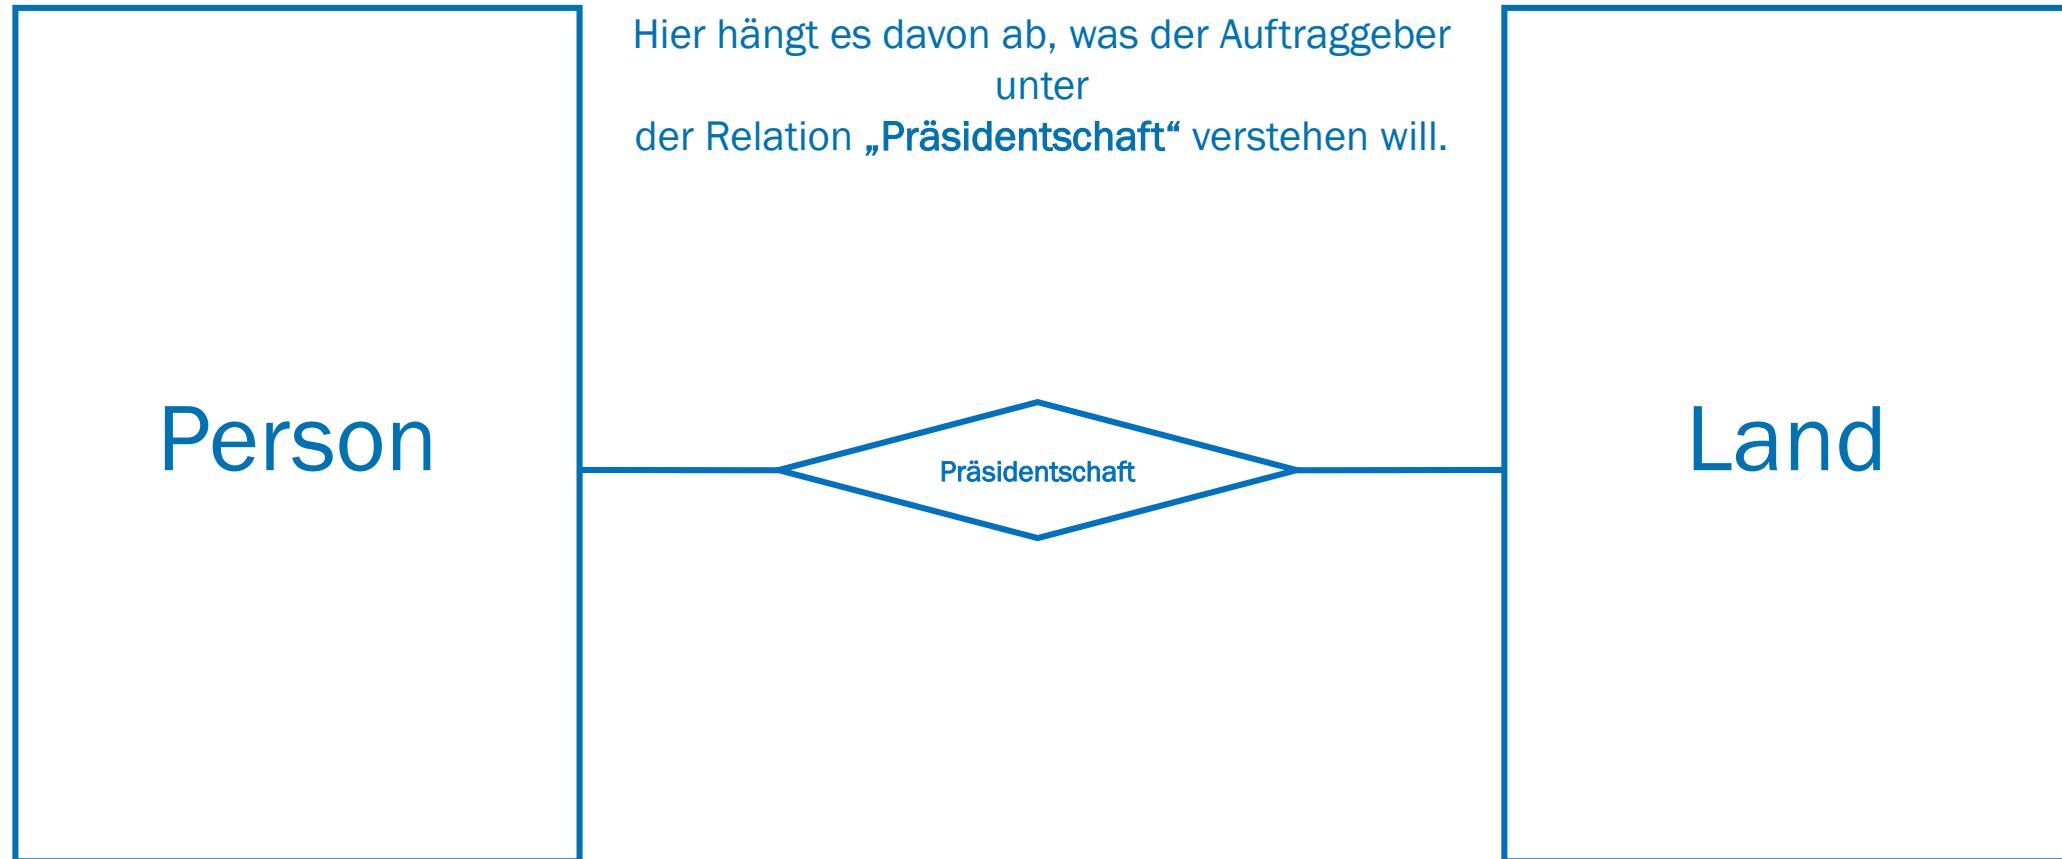 Hier hängt es davon ab, was der Auftraggeber
unter
der Relation „Präsidentschaft“ verstehen will.
Person
Präsidentschaft
Land